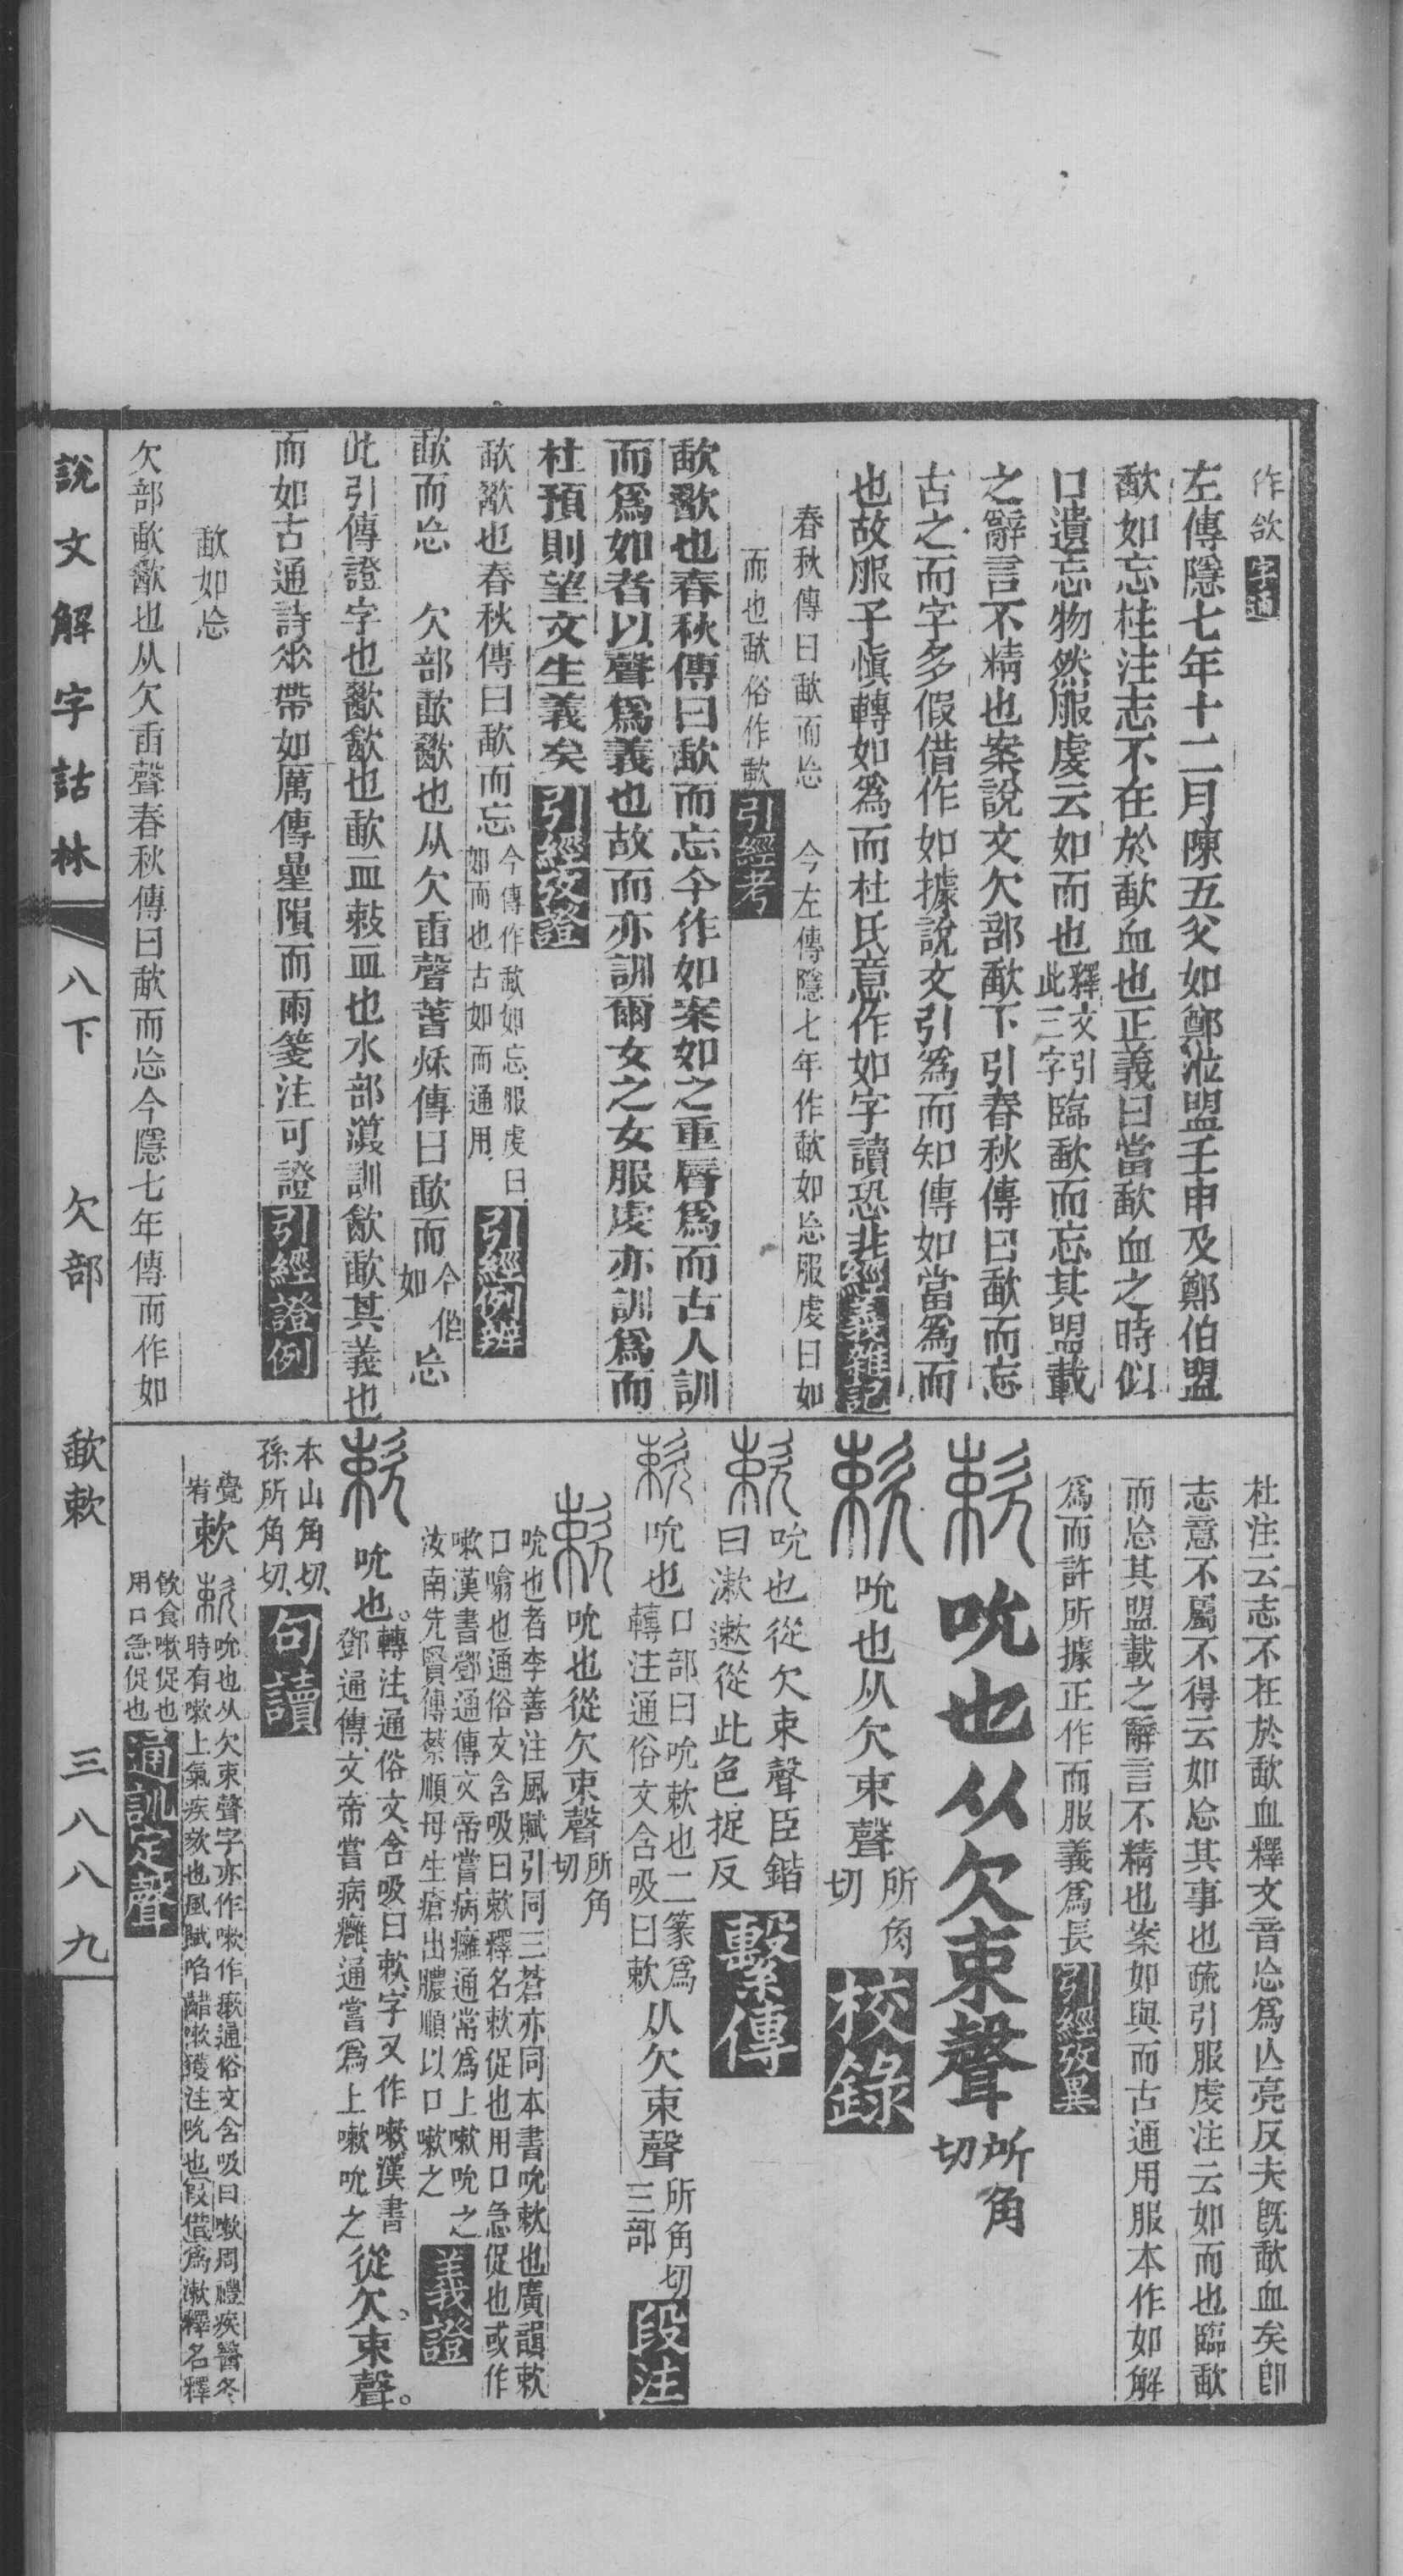 作欱 字通
左傳隱七年十二月陳五父如鄭涖盟壬申及鄭伯盟
歃如忘杜注志不在於歃血也正義曰當歃血之時似
口遺忘物然服虔云如而也釋文引此三字臨歃而忘其盟載
之辭言不精也案說文欠部歃下引春秋傳曰歃而忘
古之而字多假借作如據說文引爲而知傳如當爲而
也故服子愼轉如爲而杜氏意作如字讀恐非經義雜記
春秋傳曰歃而忘 今左傳隱七年作歃如忘服虔曰如
而也歃俗作歃引經考
歃歠也春秋傳曰歃而忘今作如案如之重脣爲而古人訓
而爲如者以聲爲義也故而亦訓爾女之女服虔亦訓爲而
杜預則望文生義矣引經攷證
歃歠也春秋傳曰歃而忘今傳作歃如忘服虔曰如而也古如而通用引經例辨
歃而忘 欠部歃歠也从欠臿聲萅秌傳曰歃而今作如忘
此引傳證字也歠歙也歃血敊血也水部㵣訓歙歃其義也
而如古通詩垂帶如厲傳曐隕而雨箋注可證引經證例
歃如忘
欠部歃歠也从欠臿聲春秋傳曰歃而忘今隱七年傳而作如
杜注云志不在於歃血釋文音忘爲亾亮反夫旣歃血矣卽
志意不屬不得云如忘其事也疏引服虔注云如而也臨歃
而忘其盟載之辭言不精也案如與而古通用服本作如解
爲而許所據正作而服義爲長引經攷異
欶 吮也从欠束聲所角切
欶 吮也从欠束聲所角切校錄
欶 吮也從欠束聲臣鍇曰漱遬從此色捉反繫傳
欶 吮也口部曰吮欶也二篆爲轉注通俗文含吸曰欶从欠束聲所角切三部段注
欶 吮也從欠束聲所角切
吮也者李善注風賦引同三蒼亦同本書吮欶也廣韻欶
口噏也通俗文含吸曰欶釋名欶促也用口急促也或作
嗽漢書鄧通傳文帝嘗病癰通常爲上嗽吮之
汝南先賢傳蔡順母生瘡出膿順以口嗽之義證
欶 吮也。轉注、通俗文、含吸曰欶、字又作嗽、漢書鄧通傳、文帝嘗病癰、通嘗爲上嗽吮之從欠。束聲。
本山角切、孫所角切、句讀
欶覺宥 欶吮也从欠束聲字亦作嗽作瘶通俗文含吸曰嗽周禮疾醫冬時有嗽上氣疾欬也風賦啗齰嗽獲注吮也叚借爲漱釋名釋
飮食嗽促也用口急促也通訓定聲
說文解字詁林 八下 欠部 歃欶 三八八九